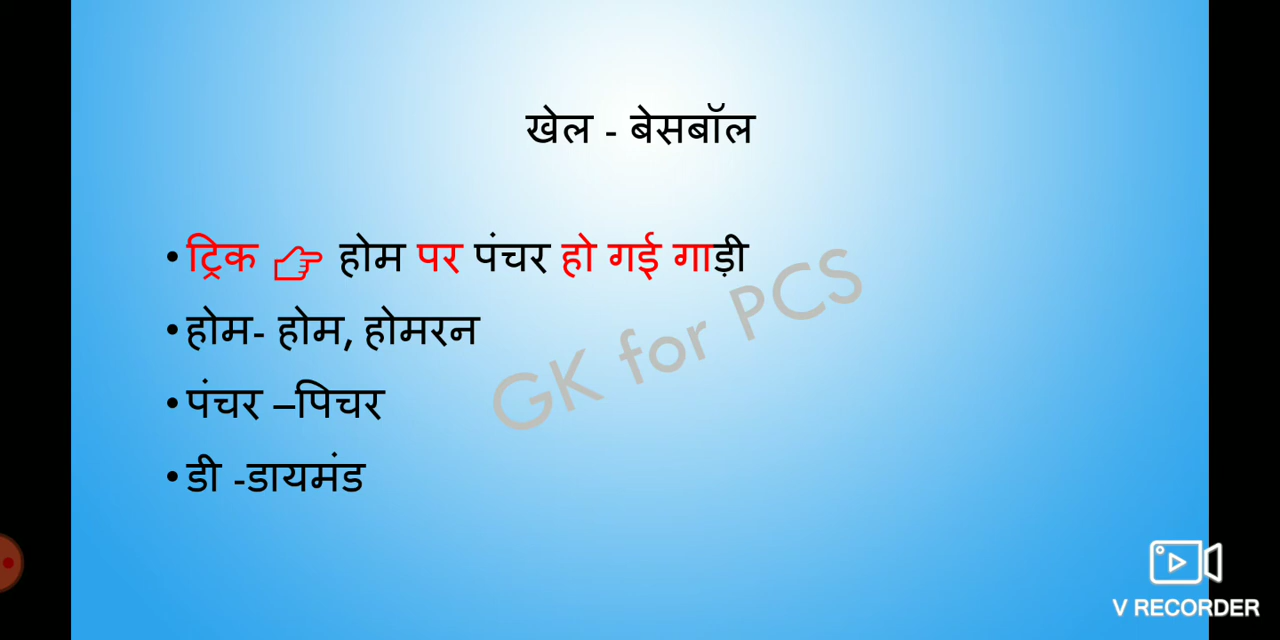 खेल - बेसबॉल
•ट्रिक 👉 होम पर पंचर हो गई गाड़ी
•होम- होम, होमरन
•पंचर –पिचर
•डी -डायमंड
GK for PCS
V RECORDER